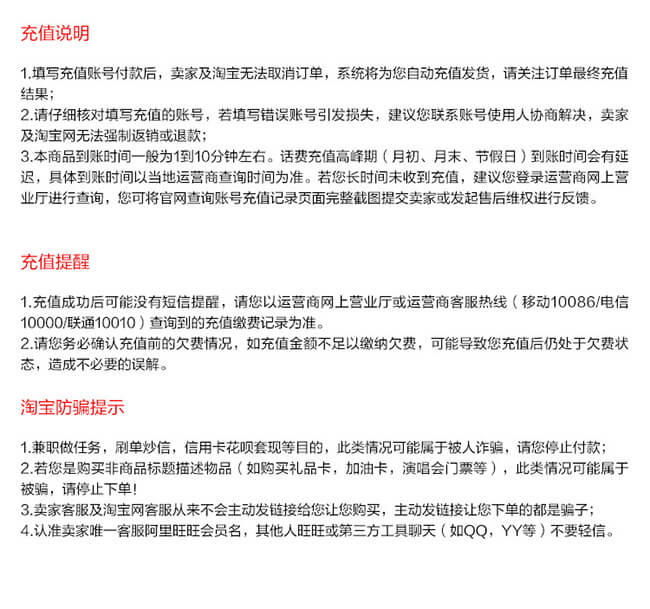 充值说明
1.填写充值账号付款后，卖家及淘宝无法取消订单，系统将为您自动充值发货，请关注订单最终充值
结果；
2.请仔细核对填写充值的账号，若填写错误账号引发损失，建议您联系账号使用人协商解决，卖家
及淘宝网无法强制返销或退款；
3.本商品到账时间一般为1到10分钟左右。话费充值高峰期（月初、月末、节假日）到账时间会有延
迟，具体到账时间以当地运营商查询时间为准。若您长时间未收到充值，建议您登录运营商网上营
业厅进行查询，您可将官网查询账号充值记录页面完整截图提交卖家或发起售后维权进行反馈。
充值提醒
1.充值成功后可能没有短信提醒，请您以运营商网上营业厅或运营商客服热线（移动10086/电信
10000/联通10010）查询到的充值缴费记录为准。
2.请您务必确认充值前的欠费情况，如充值金额不足以缴纳欠费，可能导致您充值后仍处于欠费状
态，造成不必要的误解。
淘宝防骗提示
1.兼职做任务，刷单炒信，信用卡花呗套现等目的，此类情况可能属于被人诈骗，请您停止付款；
2.若您是购买非商品标题描述物品（如购买礼品卡，加油卡，演唱会门票等），此类情况可能属于
被骗，请停止下单！
3.卖家客服及淘宝网客服从来不会主动发链接给您让您购买，主动发链接让您下单的都是骗子；
4.认准卖家唯一客服阿里旺旺会员名，其他人旺旺或第三方工具聊天（如QQ，YY等）不要轻信。